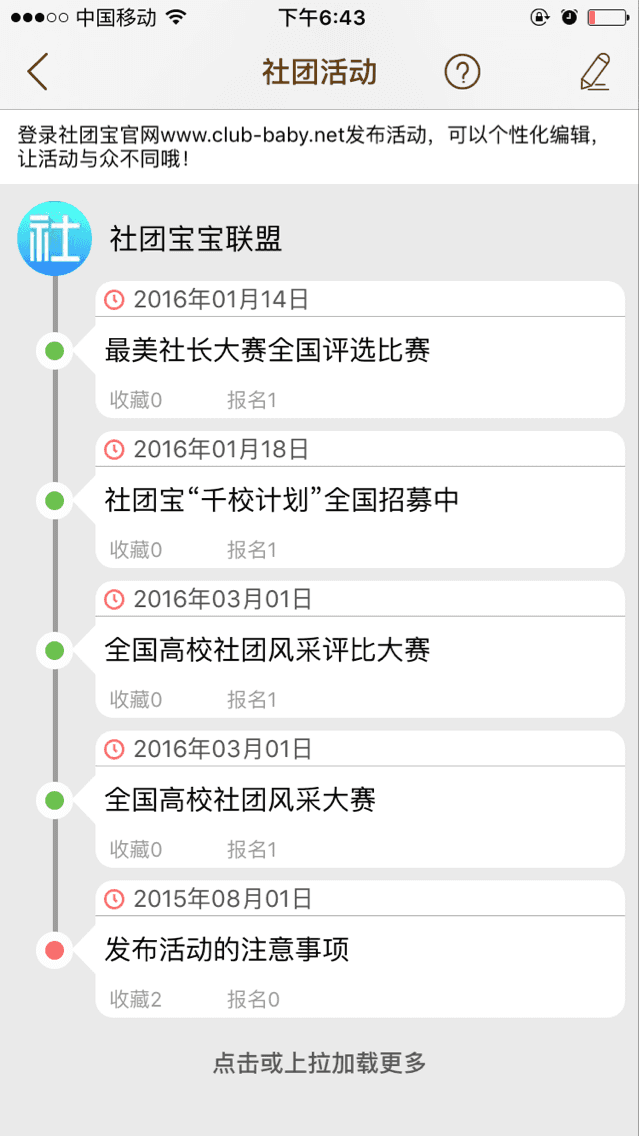 中国移动
下午6:43
社团活动
登录社团宝官网www.club-baby.net发布活动，可以个性化编辑，
让活动与众不同哦！
社
社团宝宝联盟
2016年01月14日
最美社长大赛全国评选比赛
收藏0 报名1
2016年01月18日
社团宝“千校计划”全国招募中
收藏0 报名1
2016年03月01日
全国高校社团风采评比大赛
收藏0 报名1
2016年03月01日
全国高校社团风采大赛
收藏0 报名1
2015年08月01日
发布活动的注意事项
收藏2 报名0
点击或上拉加载更多